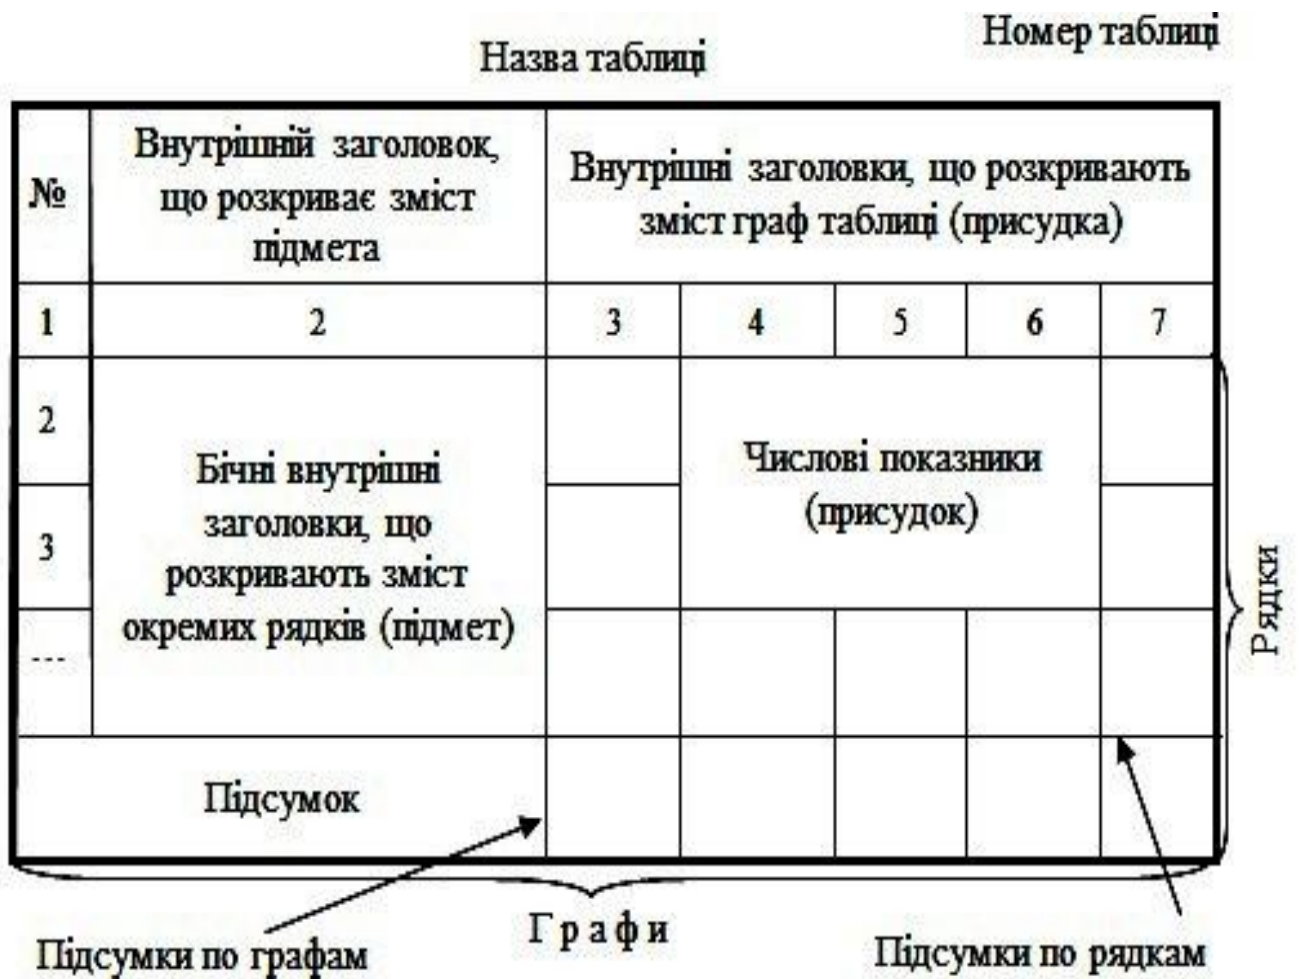 Номер таблиці
Назва таблиці
№
Внутрішній заголовок,
що розкриває зміст
підмета
Внутрішні заголовки, що розкривають
зміст граф таблиці (присудка)
1
2
3
4
5
6
7
2
3
---
Бічні внутрішні
заголовки, що
розкривають зміст
окремих рядків (підмет)
Числові показники
(присудок)
Рядки
Підсумок
Графи
Підсумки по графам
Підсумки по рядкам